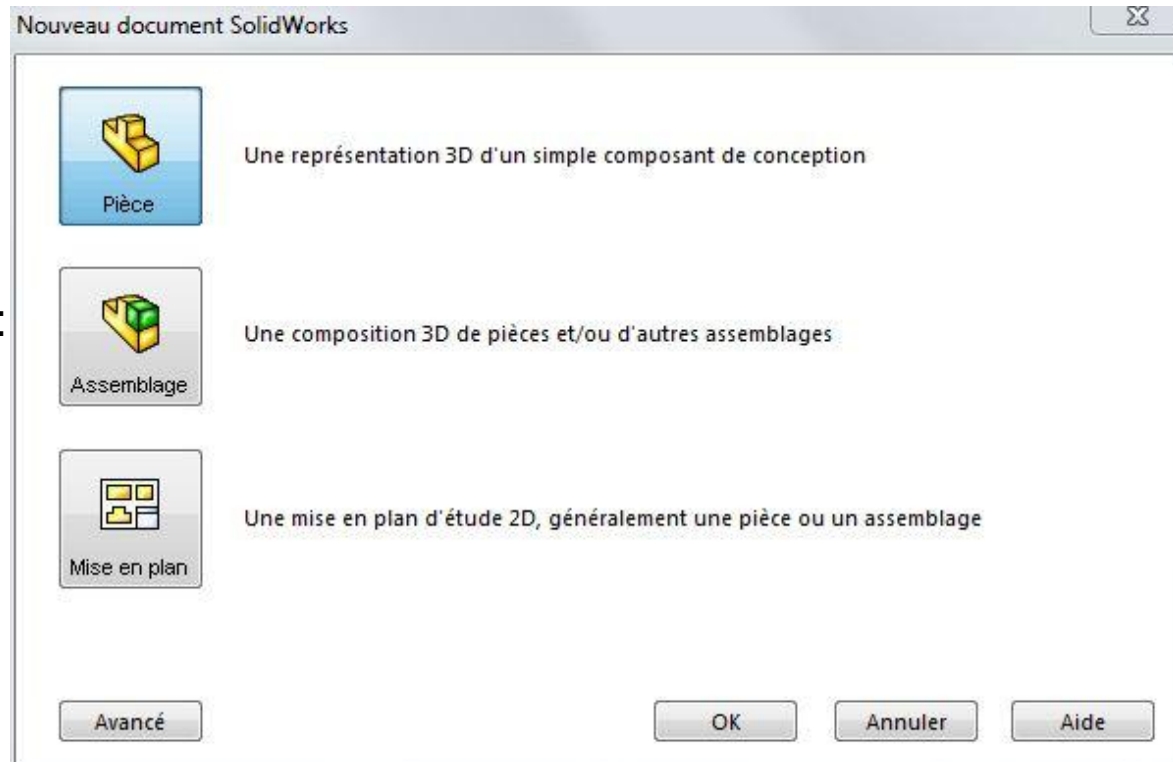 Nouveau document SolidWorks
Une représentation 3D d'un simple composant de conception
Pièce
:
Une composition 3D de pièces et/ou d'autres assemblages
Assemblage
Une mise en plan d'étude 2D, généralement une pièce ou un assemblage
Mise en plan
Avancé OK Annuler Aide